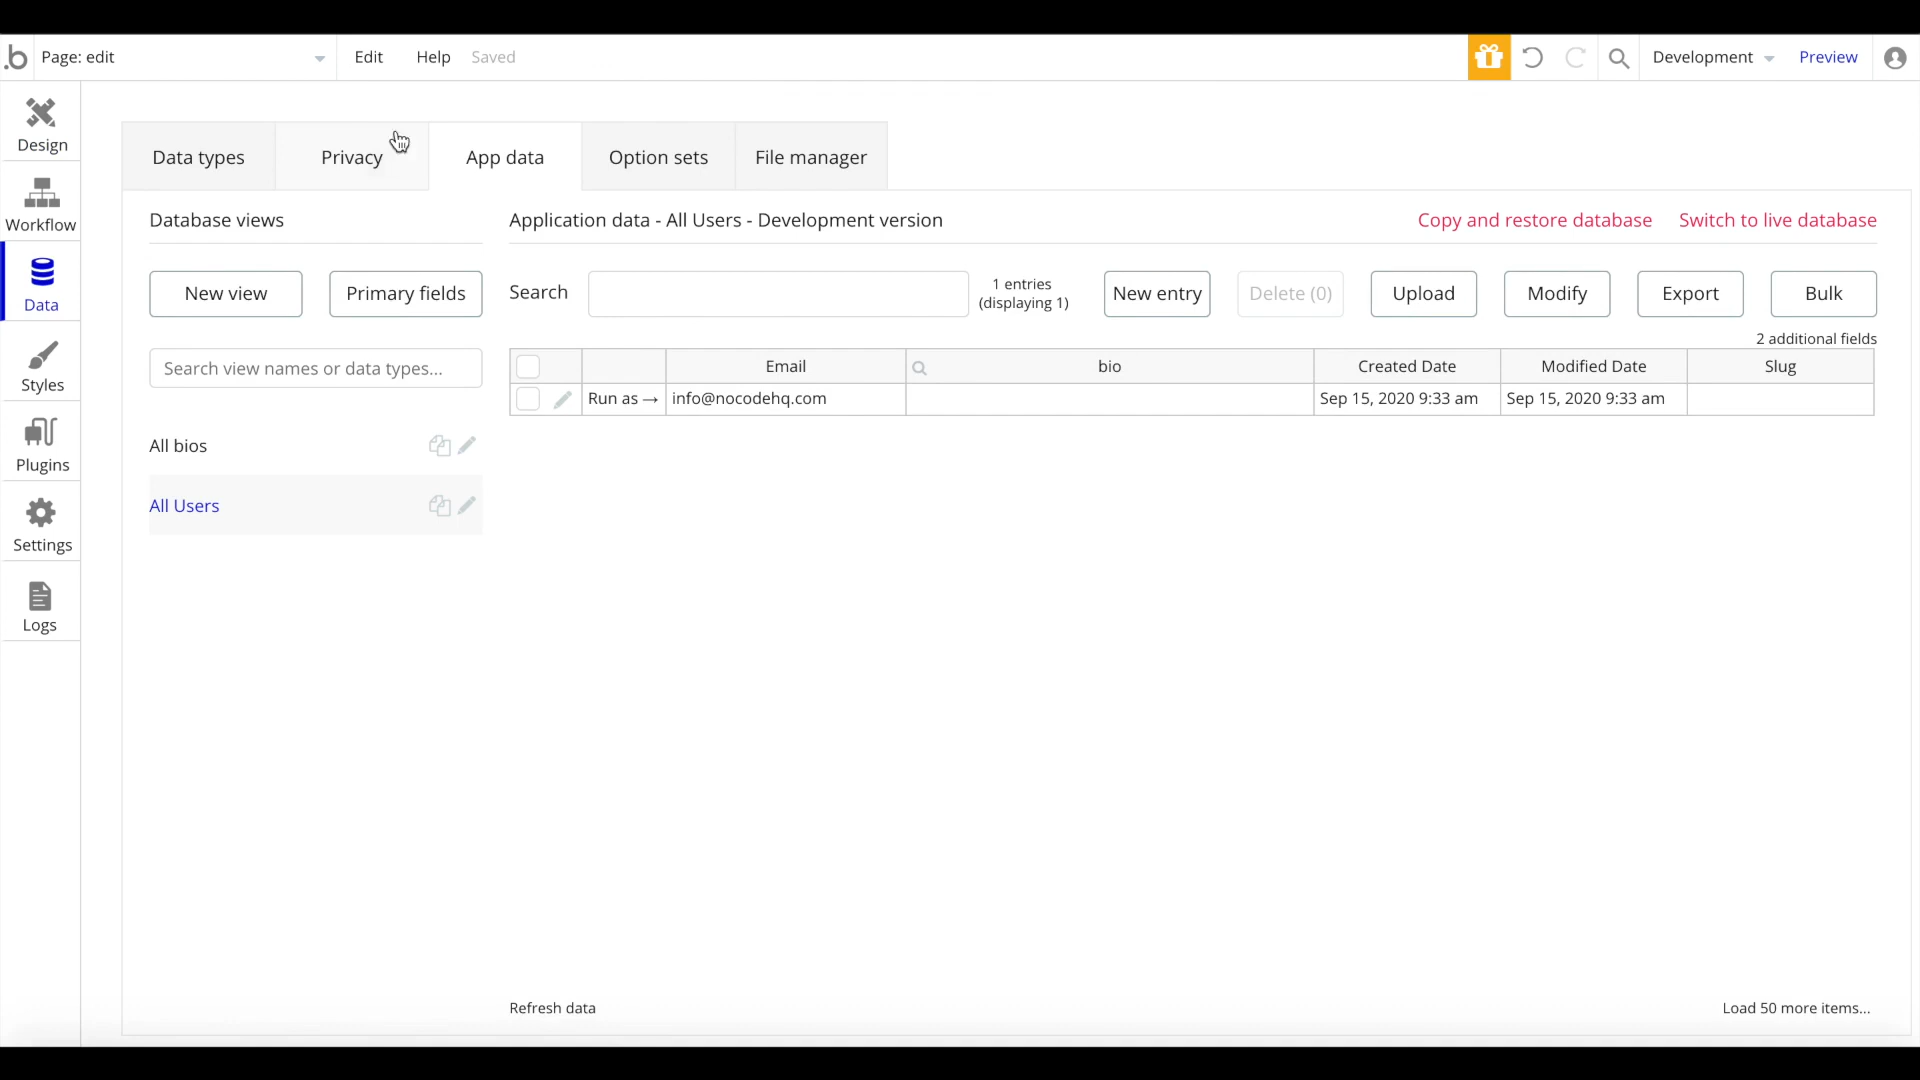 .b Page: edit Edit Help Saved Development Preview
Design
Workflow
Data
Styles
Plugins
Settings
Logs
Data types Privacy App data Option sets File manager
Database views
New view Primary fields
Search view names or data types...
All bios
All Users
Application data - All Users - Development version Copy and restore database Switch to live database
Search 1 entries
(displaying 1) New entry Delete (0) Upload Modify Export Bulk
2 additional fields
Email bio Created Date Modified Date Slug
Run as → info@nocodehq.com Sep 15, 2020 9:33 am Sep 15, 2020 9:33 am
Refresh data Load 50 more items...